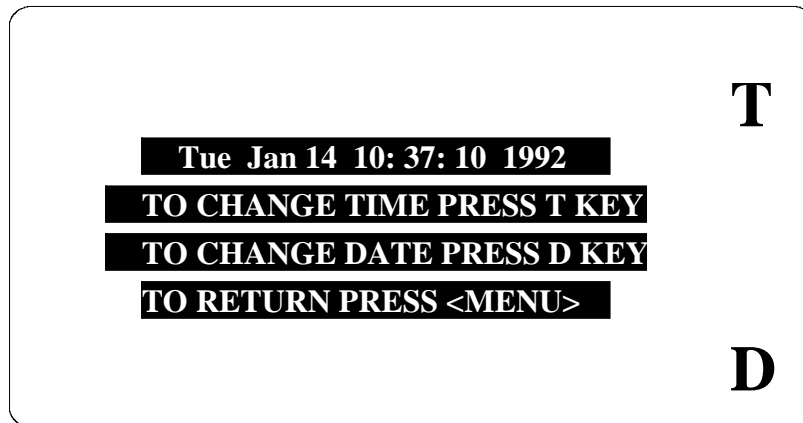 T
Tue Jan 14 10: 37: 10 1992
TO CHANGE TIME PRESS T KEY
TO CHANGE DATE PRESS D KEY
TO RETURN PRESS <MENU>
D